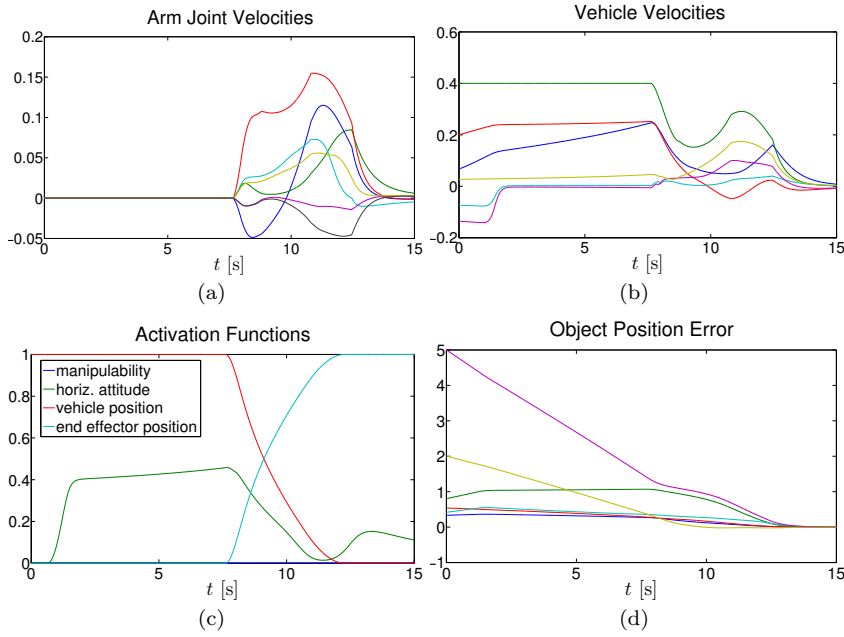 Arm Joint Velocities
0.2
0.15
0.1
0.05
0
−0.05
0 5 10 15
t [s]
(a)
Vehicle Velocities
0.6
0.4
0.2
0
−0.2
0 5 10 15
t [s]
(b)
Activation Functions
1
0.8
0.6
0.4
0.2
0
manipulability
horiz. attitude
vehicle position
end effector position
0 5 10 15
t [s]
(c)
Object Position Error
5
4
3
2
1
0
−1
0 5 10 15
t [s]
(d)